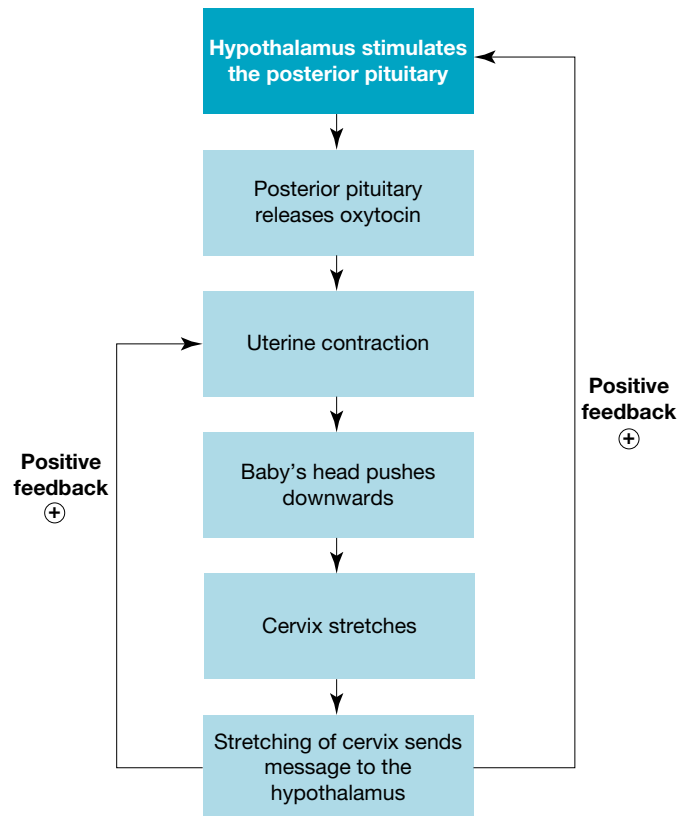 Hypothalamus stimulates
the posterior pituitary
Posterior pituitary
releases oxytocin
Uterine contraction
Positive
feedback
+
Baby's head pushes
downwards
Positive
feedback
+
Cervix stretches
Stretching of cervix sends
message to the
hypothalamus